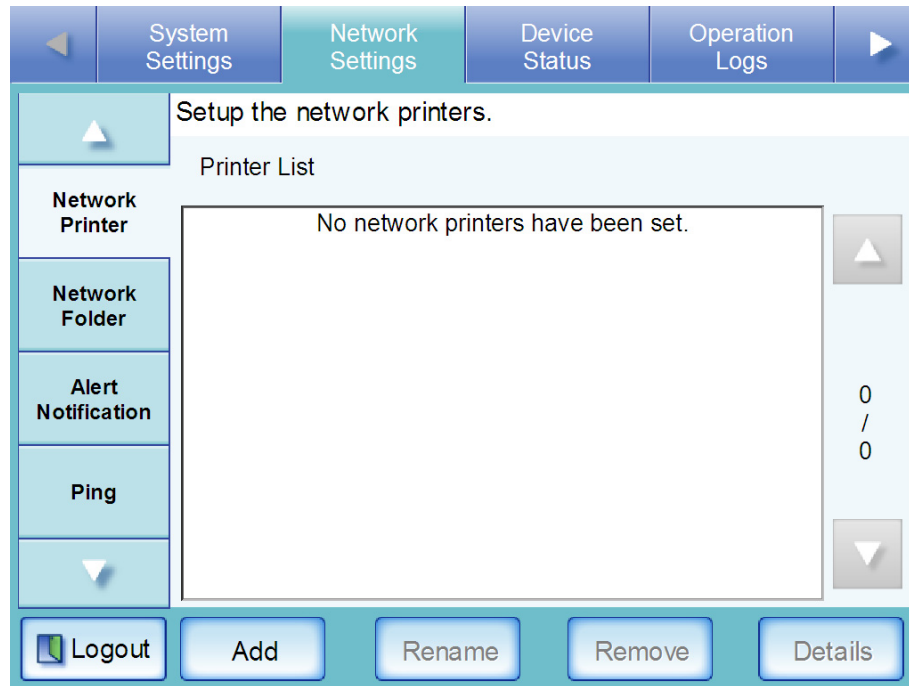 System
Settings
Network
Settings
Device
Status
Operation
Logs
Setup the network printers.
Printer List
Network
Printer
No network printers have been set.
Network
Folder
Alert
Notification
0
/
0
Ping
Logout
Add
Rename
Remove
Details